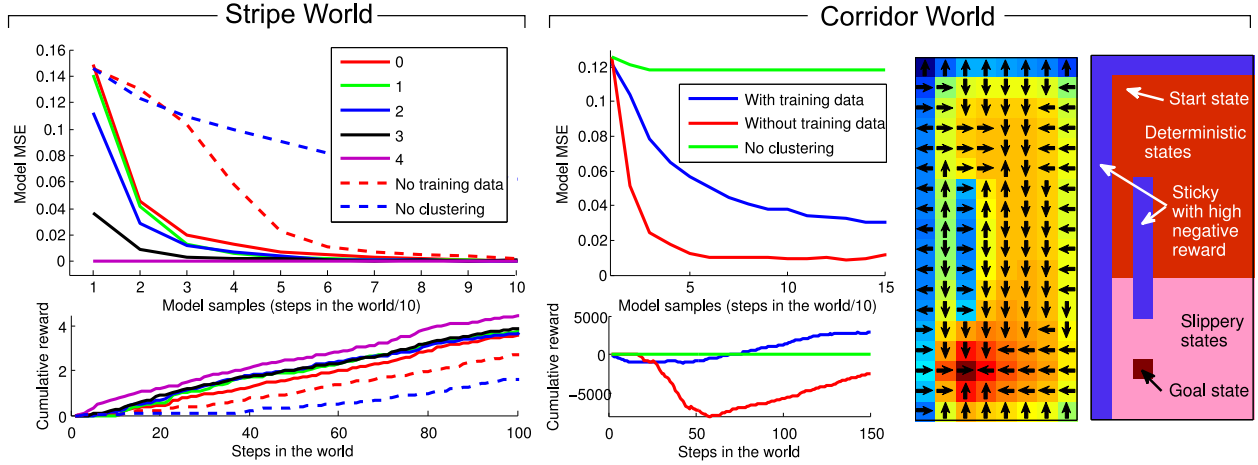 Stripe World
Corridor World
0.16
0.14
0.12
0.1
0.08
0.06
0.04
0.02
0
Model MSE
0
1
2
3
4
No training data
No clustering
1 2 3 4 5 6 7 8 9 10
Model samples (steps in the world/10)
4
2
0
Cumulative reward
0 20 40 60 80 100
Steps in the world
0.12
0.08
0.04
0
Model MSE
With training data
Without training data
No clustering
0 5 10 15
Model samples (steps in the world/10)
5000
0
−5000
Cumulative reward
0 50 100 150
Steps in the world
Start state
Deterministic
states
Sticky
with high
negative
reward
Slippery
states
Goal state